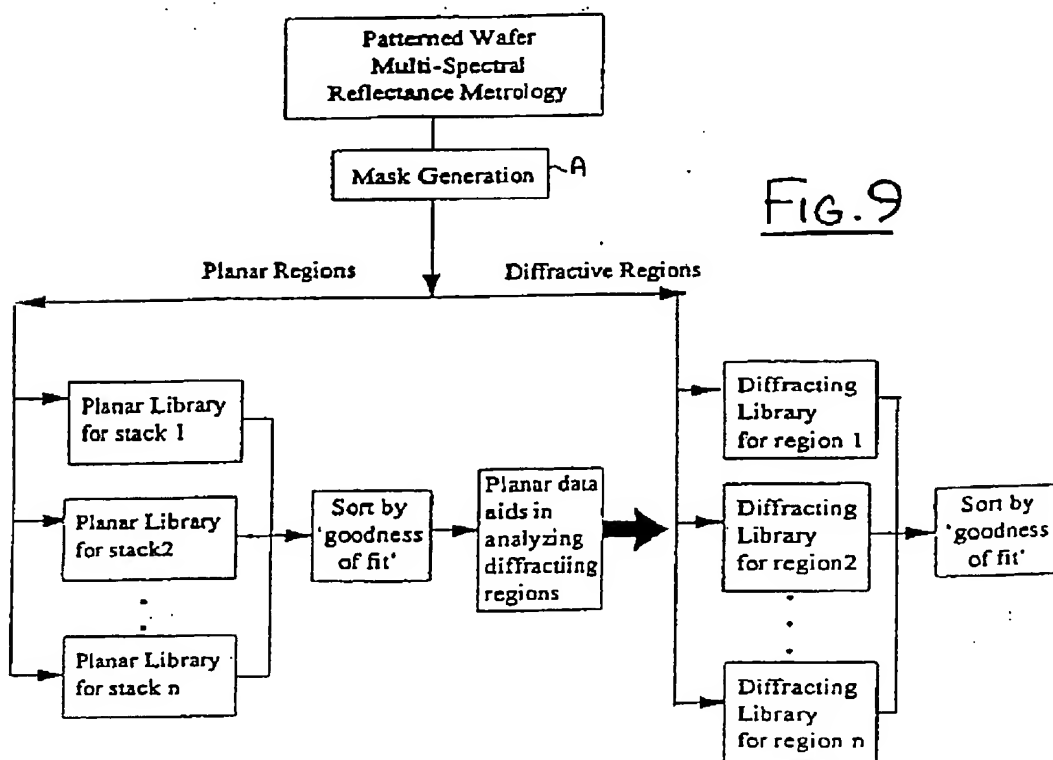 Patterned Wafer
Multi-Spectral
Reflectance Metrology
Mask Generation
A
FIG. 9
Planar Regions
Diffractive Regions
Planar Library
for stack 1
Planar Library
for stack2
Planar Library
for stack n
Sort by
'goodness
of fit'
Planar data
aids in
analyzing
diffractiing
regions
Diffracting
Library
for region 1
Diffracting
Library
for region2
Diffracting
Library
for region n
Sort by
'goodness
of fit'